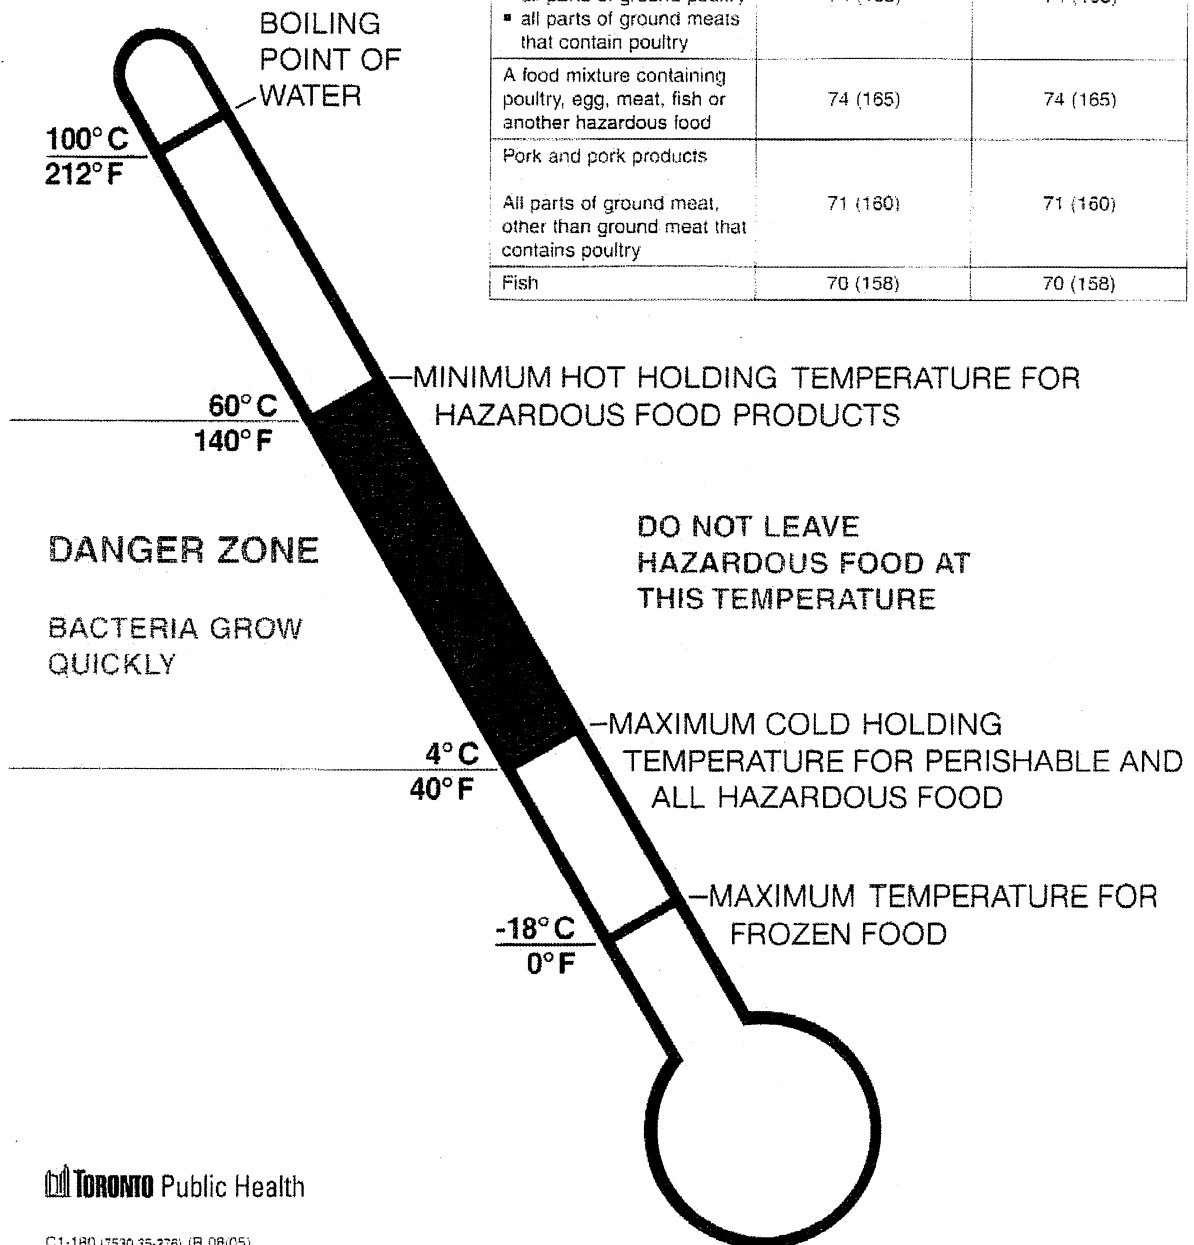 ▪ all parts of ground meats
that contain poultry
A food mixture containing
poultry, egg, meat, fish or
another hazardous food
74 (165)
74 (165)
Pork and pork products
All parts of ground meat,
other than ground meat that
contains poultry
71 (160)
71 (160)
Fish
70 (158)
70 (158)
BOILING
POINT OF
WATER
100°C
212°F
MINIMUM HOT HOLDING TEMPERATURE FOR
HAZARDOUS FOOD PRODUCTS
60°C
140°F
DANGER ZONE
BACTERIA GROW
QUICKLY
DO NOT LEAVE
HAZARDOUS FOOD AT
THIS TEMPERATURE
MAXIMUM COLD HOLDING
TEMPERATURE FOR PERISHABLE AND
ALL HAZARDOUS FOOD
4°C
40°F
MAXIMUM TEMPERATURE FOR
FROZEN FOOD
-18°C
0°F
TORONTO Public Health